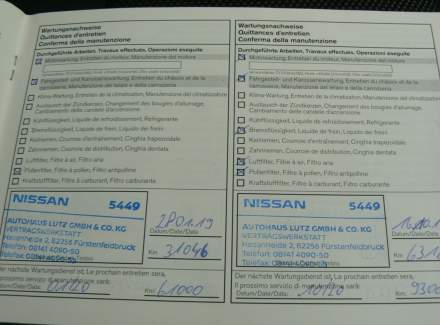 Wartungsnachweise
Quittances d'entretien
Conferma della manutenzione
Durchgeführte Arbeiten, Travaux effectués, Operazioni eseguite
Motorwartung, Entretien du moteur, Manutenzione del motore
Fahrgestell- und Karosseriewartung, Entretien du châssis et de la
carrosserie, Manutenzione del telaio e della carrozzeria
Klima-Wartung, Entretien de la climatisation, Manutenzione del climatizzatore
Austausch der Zündkerzen, Changement des bougies d'allumage,
Cambiamento delle candele d'accensione
Kühlflüssigkeit, Liquide de refroidissement, Refrigerante
Bremsflüssigkeit, Liquide de frein, Liquido dei freni
Keilriemen, Courroie d'entraînement, Cinghia trapezoidale
Zahnriemen, Courroie de distribution, Cinghia dentata
Luftfilter, Filtre à air, Filtro aria
Pollenfilter, Filtre à pollen, Filtro antipolline
Kraftstofffilter, Filtre à carburant, Filtro carburante
NISSAN 5449
AUTOHAUS LUTZ GMBH & CO. KG
VERTRAGSWERKSTATT
Hasenheide 2, 82256 Fürstenfeldbruck
Telefon 08141 4090-50
Telefax 08141
28.01.19
Datum/Date/Data:
Km: 31046
Der nächste Wartungsdienst ist, Le prochain entretien sera,
Il prossimo servizio di manutenzione sarà:
Datum/Date/Data: 01/20 Km: 61000
Wartungsnachweise
Quittances d'entretien
Conferma della manutenzione
Durchgeführte Arbeiten, Travaux effectués, Operazioni eseguite
Motorwartung, Entretien du moteur, Manutenzione del motore
Fahrgestell- und Karosseriewartung, Entretien du châssis et de la
carrosserie, Manutenzione del telaio e della carrozzeria
Klima-Wartung, Entretien de la climatisation, Manutenzione del climatizzatore
Austausch der Zündkerzen, Changement des bougies d'allumage,
Cambiamento delle candele d'accensione
Kühlflüssigkeit, Liquide de refroidissement, Refrigerante
Bremsflüssigkeit, Liquide de frein, Liquido dei freni
Keilriemen, Courroie d'entraînement, Cinghia trapezoidale
Zahnriemen, Courroie de distribution, Cinghia dentata
Luftfilter, Filtre à air, Filtro aria
Pollenfilter, Filtre à pollen, Filtro antipolline
Kraftstofffilter, Filtre à carburant, Filtro carburante
NISSAN 5449
AUTOHAUS LUTZ GMBH & CO. KG
VERTRAGSWERKSTATT
Hasenheide 2, 82256 Fürstenfeldbruck
Telefon 08141 4090-50
Telefax 08141
Datum/Date/Data:
Km:
Der nächste Wartungsdienst ist, Le prochain entretien sera,
Il prossimo servizio di manutenzione sarà:
Datum/Date/Data: 10/20 Km: 9300